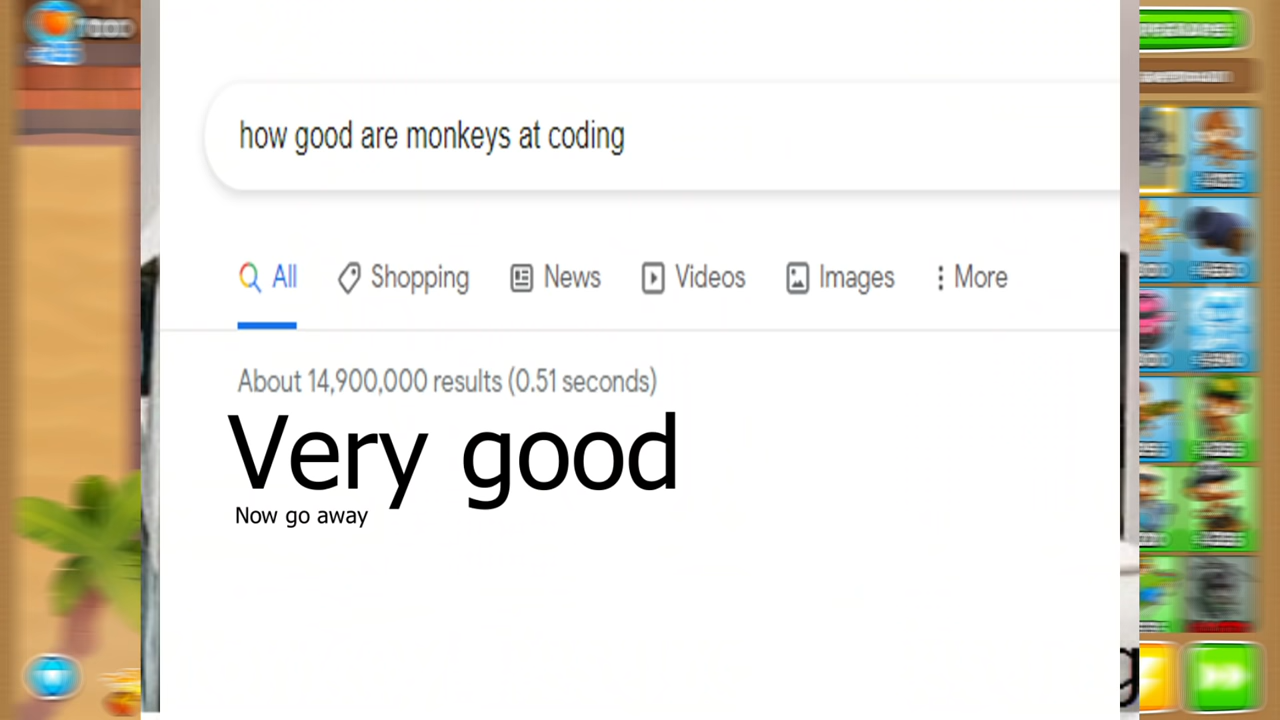 how good are monkeys at coding
All Shopping News Videos Images More
About 14,900,000 results (0.51 seconds)
Very good
Now go away